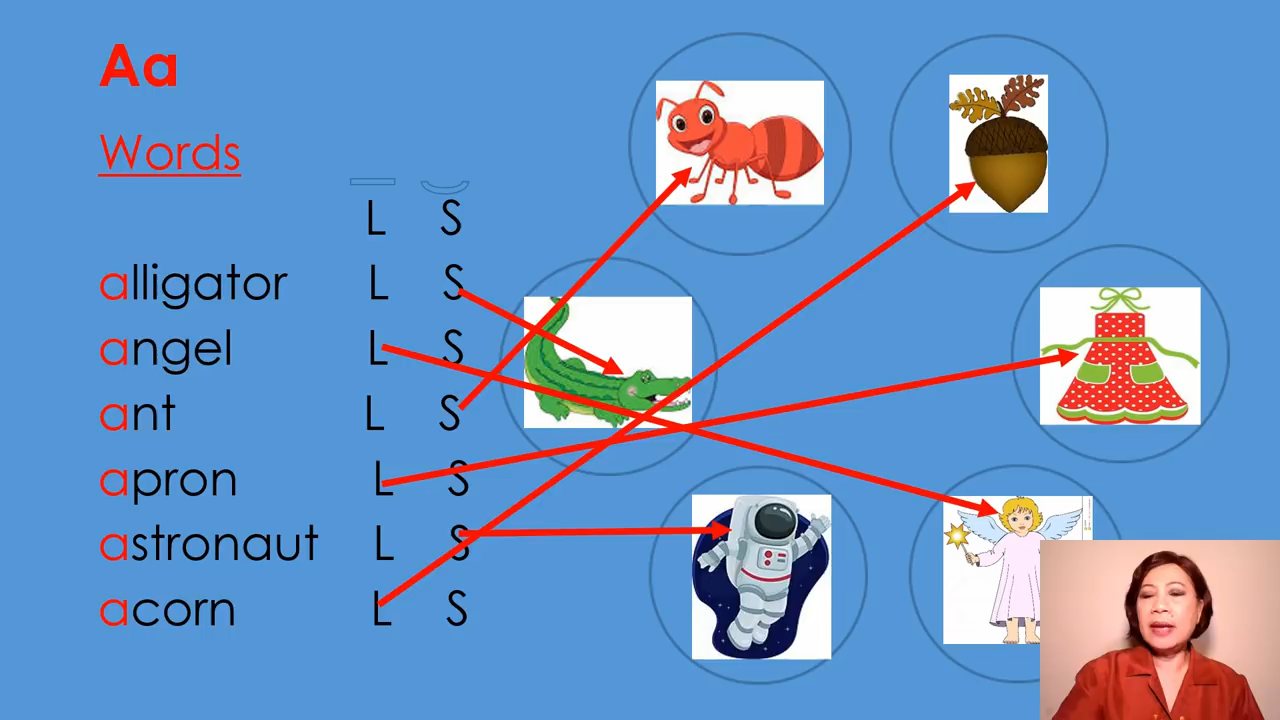 Aa
Words
L S
alligator L S
angel L S
ant L S
apron L S
astronaut L S
acorn L S